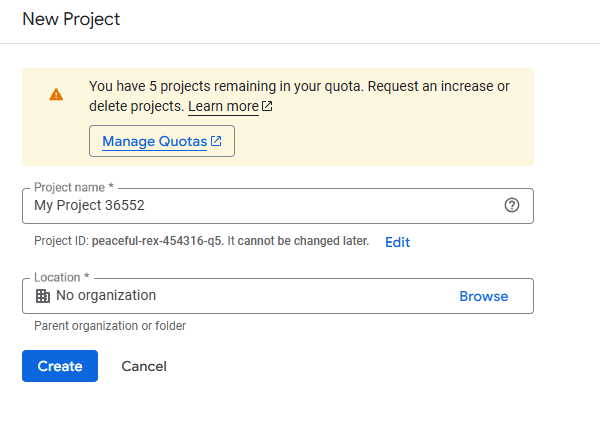 New Project
You have 5 projects remaining in your quota. Request an increase or
delete projects. Learn more
Manage Quotas
Project name *
My Project 36552
Project ID: peaceful-rex-454316-q5. It cannot be changed later. Edit
Location *
No organization Browse
Parent organization or folder
Create Cancel